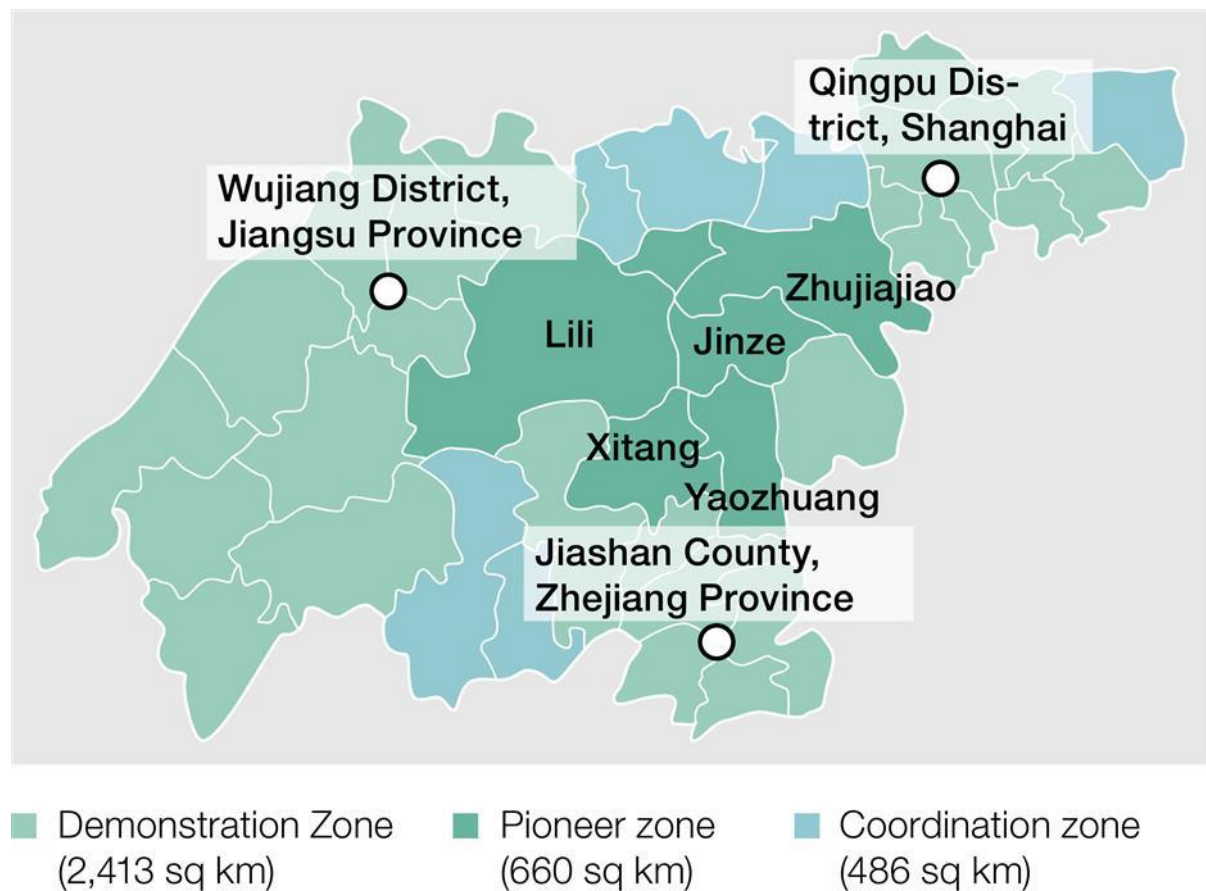 Qingpu Dis-
trict, Shanghai
Wujiang District,
Jiangsu Province
Zhujiajiao
Lili
Jinze
Xitang
Yaozhuang
Jiashan County,
Zhejiang Province
Demonstration Zone
(2,413 sq km)
Pioneer zone
(660 sq km)
Coordination zone
(486 sq km)